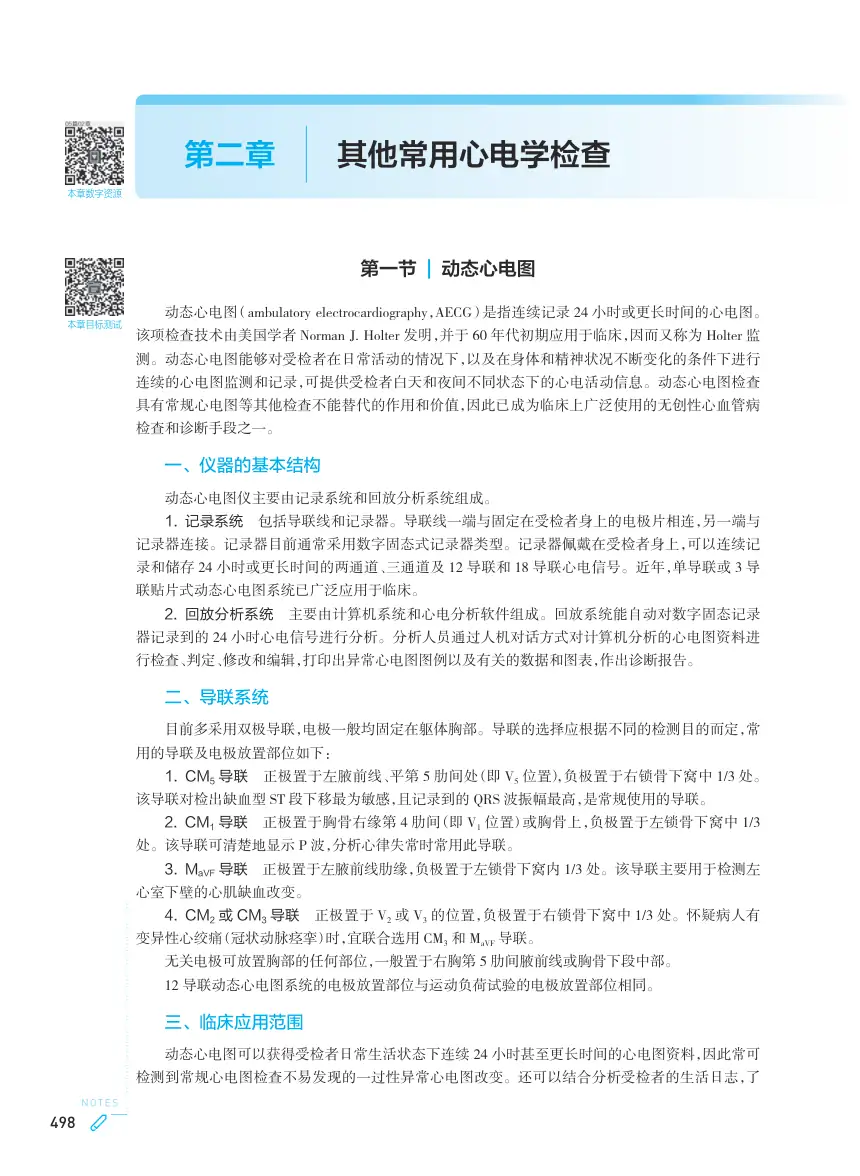 05篇02章
本章数字资源
第二章
其他常用心电学检查
本章目标测试
第一节 | 动态心电图
动态心电图（ambulatory electrocardiography,AECG）是指连续记录 24 小时或更长时间的心电图。
该项检查技术由美国学者 Norman J. Holter 发明,并于 60 年代初期应用于临床,因而又称为 Holter 监
测。动态心电图能够对受检者在日常活动的情况下,以及在身体和精神状况不断变化的条件下进行
连续的心电图监测和记录,可提供受检者白天和夜间不同状态下的心电活动信息。动态心电图检查
具有常规心电图等其他检查不能替代的作用和价值,因此已成为临床上广泛使用的无创性心血管病
检查和诊断手段之一。
一、仪器的基本结构
动态心电图仪主要由记录系统和回放分析系统组成。
1. 记录系统　包括导联线和记录器。导联线一端与固定在受检者身上的电极片相连,另一端与
记录器连接。记录器目前通常采用数字固态式记录器类型。记录器佩戴在受检者身上,可以连续记
录和储存 24 小时或更长时间的两通道、三通道及 12 导联和 18 导联心电信号。近年,单导联或 3 导
联贴片式动态心电图系统已广泛应用于临床。
2. 回放分析系统　主要由计算机系统和心电分析软件组成。回放系统能自动对数字固态记录
器记录到的 24 小时心电信号进行分析。分析人员通过人机对话方式对计算机分析的心电图资料进
行检查、判定、修改和编辑,打印出异常心电图图例以及有关的数据和图表,作出诊断报告。
二、导联系统
目前多采用双极导联,电极一般均固定在躯体胸部。导联的选择应根据不同的检测目的而定,常
用的导联及电极放置部位如下:
1. CM₅ 导联　正极置于左腋前线、平第 5 肋间处（即 V₅ 位置）,负极置于右锁骨下窝中 1/3 处。
该导联对检出缺血型 ST 段下移最为敏感,且记录到的 QRS 波振幅最高,是常规使用的导联。
2. CM₁ 导联　正极置于胸骨右缘第 4 肋间（即 V₁ 位置）或胸骨上,负极置于左锁骨下窝中 1/3
处。该导联可清楚地显示 P 波,分析心律失常时常用此导联。
3. MaVF 导联　正极置于左腋前线肋缘,负极置于左锁骨下窝内 1/3 处。该导联主要用于检测左
心室下壁的心肌缺血改变。
4. CM₂ 或 CM₃ 导联　正极置于 V₂ 或 V₃ 的位置,负极置于右锁骨下窝中 1/3 处。怀疑病人有
变异性心绞痛（冠状动脉痉挛）时,宜联合选用 CM₃ 和 MaVF 导联。
无关电极可放置胸部的任何部位,一般置于右胸第 5 肋间腋前线或胸骨下段中部。
12 导联动态心电图系统的电极放置部位与运动负荷试验的电极放置部位相同。
三、临床应用范围
动态心电图可以获得受检者日常生活状态下连续 24 小时甚至更长时间的心电图资料,因此常可
检测到常规心电图检查不易发现的一过性异常心电图改变。还可以结合分析受检者的生活日志,了
NOTES
498